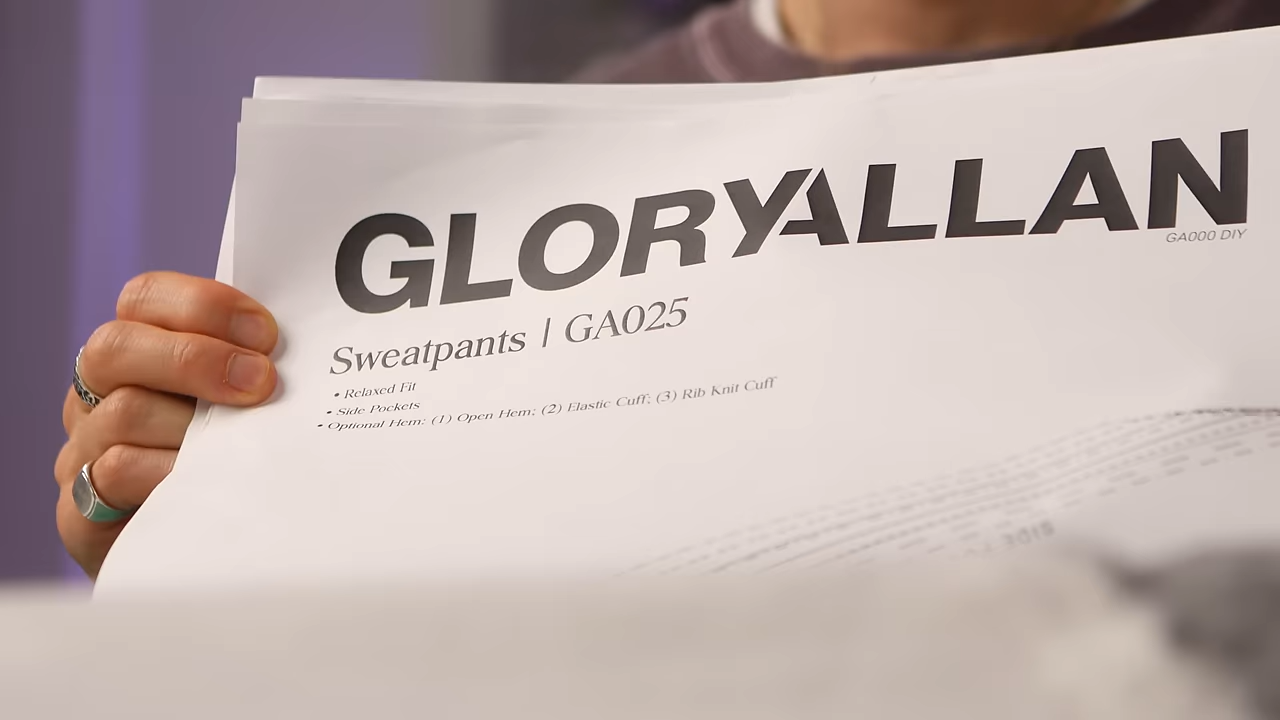 GLORYALLAN
GA000 DIY
Sweatpants | GA025
• Relaxed Fit
• Side Pockets
• Optional Hem: (1) Open Hem; (2) Elastic Cuff; (3) Rib Knit Cuff